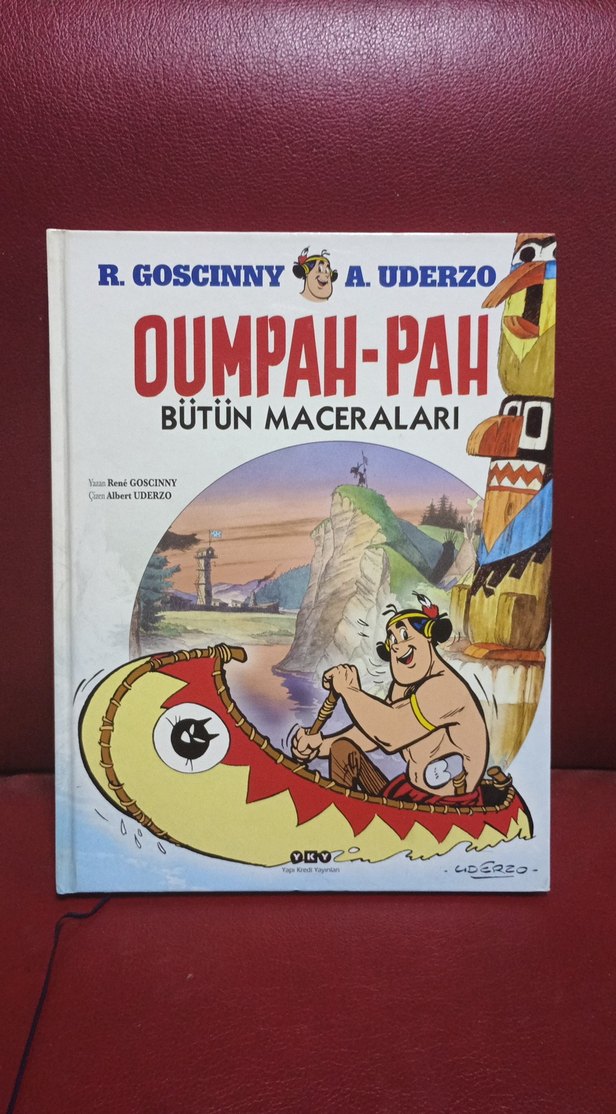 R. GOSCINNY A. UDERZO
OUMPAH-PAH
BÜTÜN MACERALARI
Yazan René GOSCINNY
Çizen Albert UDERZO
YKY
Yapı Kredi Yayınları
· UDERZO -